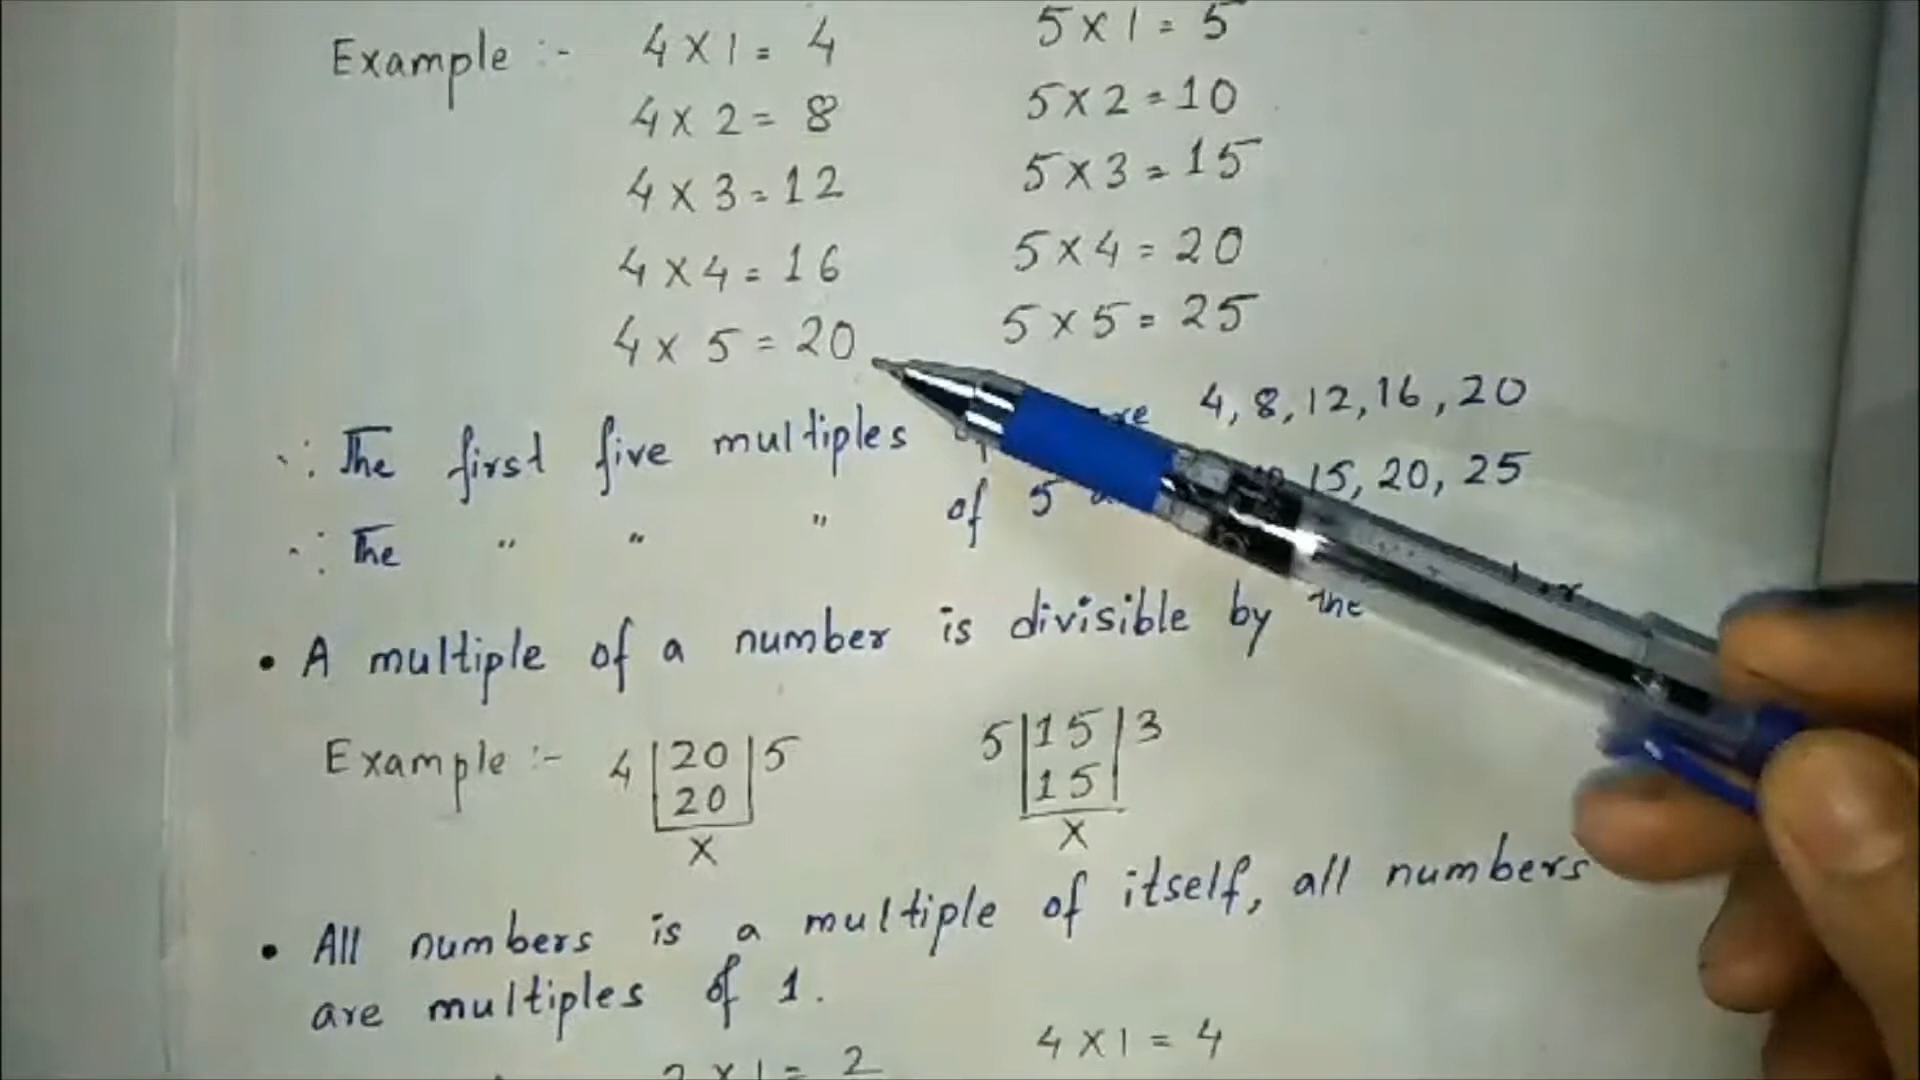 Example :- 4 x 1 = 4 5 x 1 = 5
4 x 2 = 8 5 x 2 = 10
4 x 3 = 12 5 x 3 = 15
4 x 4 = 16 5 x 4 = 20
4 x 5 = 20 5 x 5 = 25
∴ The first five multiples 4, 8, 12, 16, 20
∴ The " " " of 5 15, 20, 25
• A multiple of a number is divisible by the
Example :- 4 | 20 | 5 5 | 15 | 3
20 15
x x
• All numbers is a multiple of itself, all numbers
are multiples of 1.
2 x 1 = 2 4 x 1 = 4